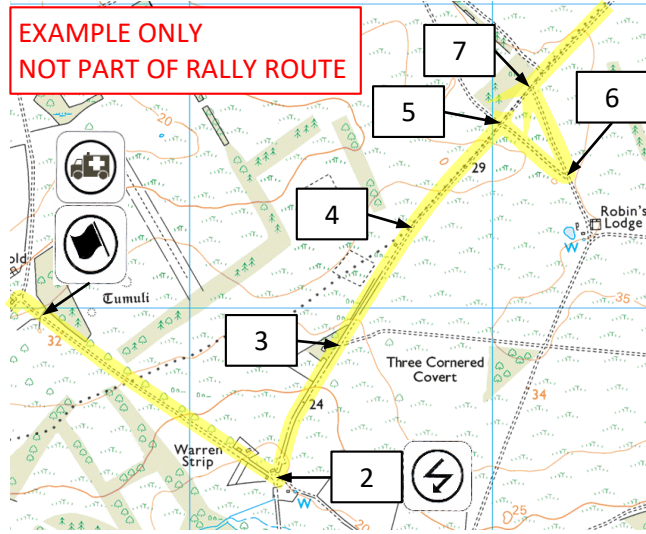 EXAMPLE ONLY
NOT PART OF RALLY ROUTE
7
5
6
20
29
4
Robin's
Lodge
W
old
Tumuli
35
32
3
Three Cornered
Covert
34
24
Warren
Strip
2
W
20
25